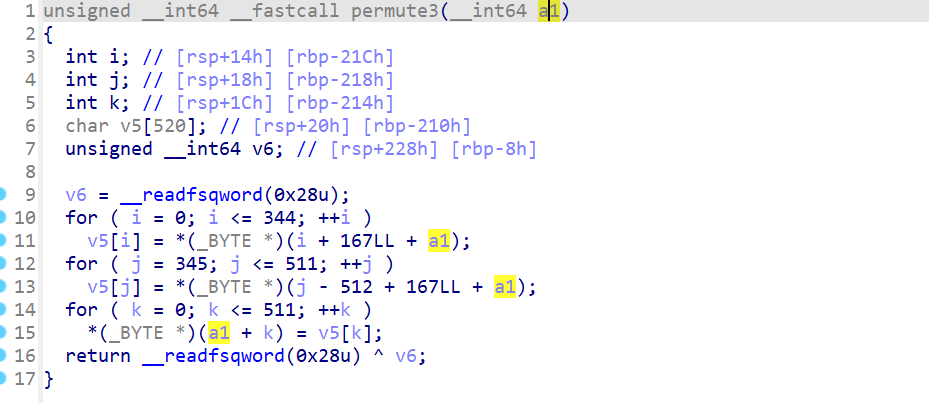 1 unsigned __int64 __fastcall permute3(__int64 a1)
2 {
3   int i; // [rsp+14h] [rbp-21Ch]
4   int j; // [rsp+18h] [rbp-218h]
5   int k; // [rsp+1Ch] [rbp-214h]
6   char v5[520]; // [rsp+20h] [rbp-210h]
7   unsigned __int64 v6; // [rsp+228h] [rbp-8h]
8
9   v6 = __readfsqword(0x28u);
10   for ( i = 0; i <= 344; ++i )
11     v5[i] = *(_BYTE *)(i + 167LL + a1);
12   for ( j = 345; j <= 511; ++j )
13     v5[j] = *(_BYTE *)(j - 512 + 167LL + a1);
14   for ( k = 0; k <= 511; ++k )
15     *(_BYTE *)(a1 + k) = v5[k];
16   return __readfsqword(0x28u) ^ v6;
17 }